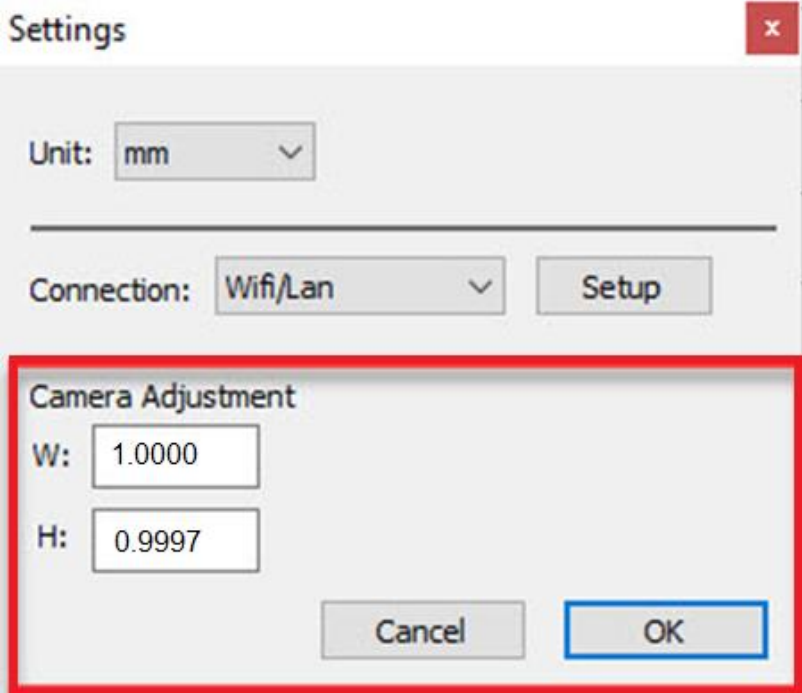 Settings
x
Unit: mm
Connection: Wifi/Lan Setup
Camera Adjustment
W: 1.0000
H: 0.9997
Cancel OK